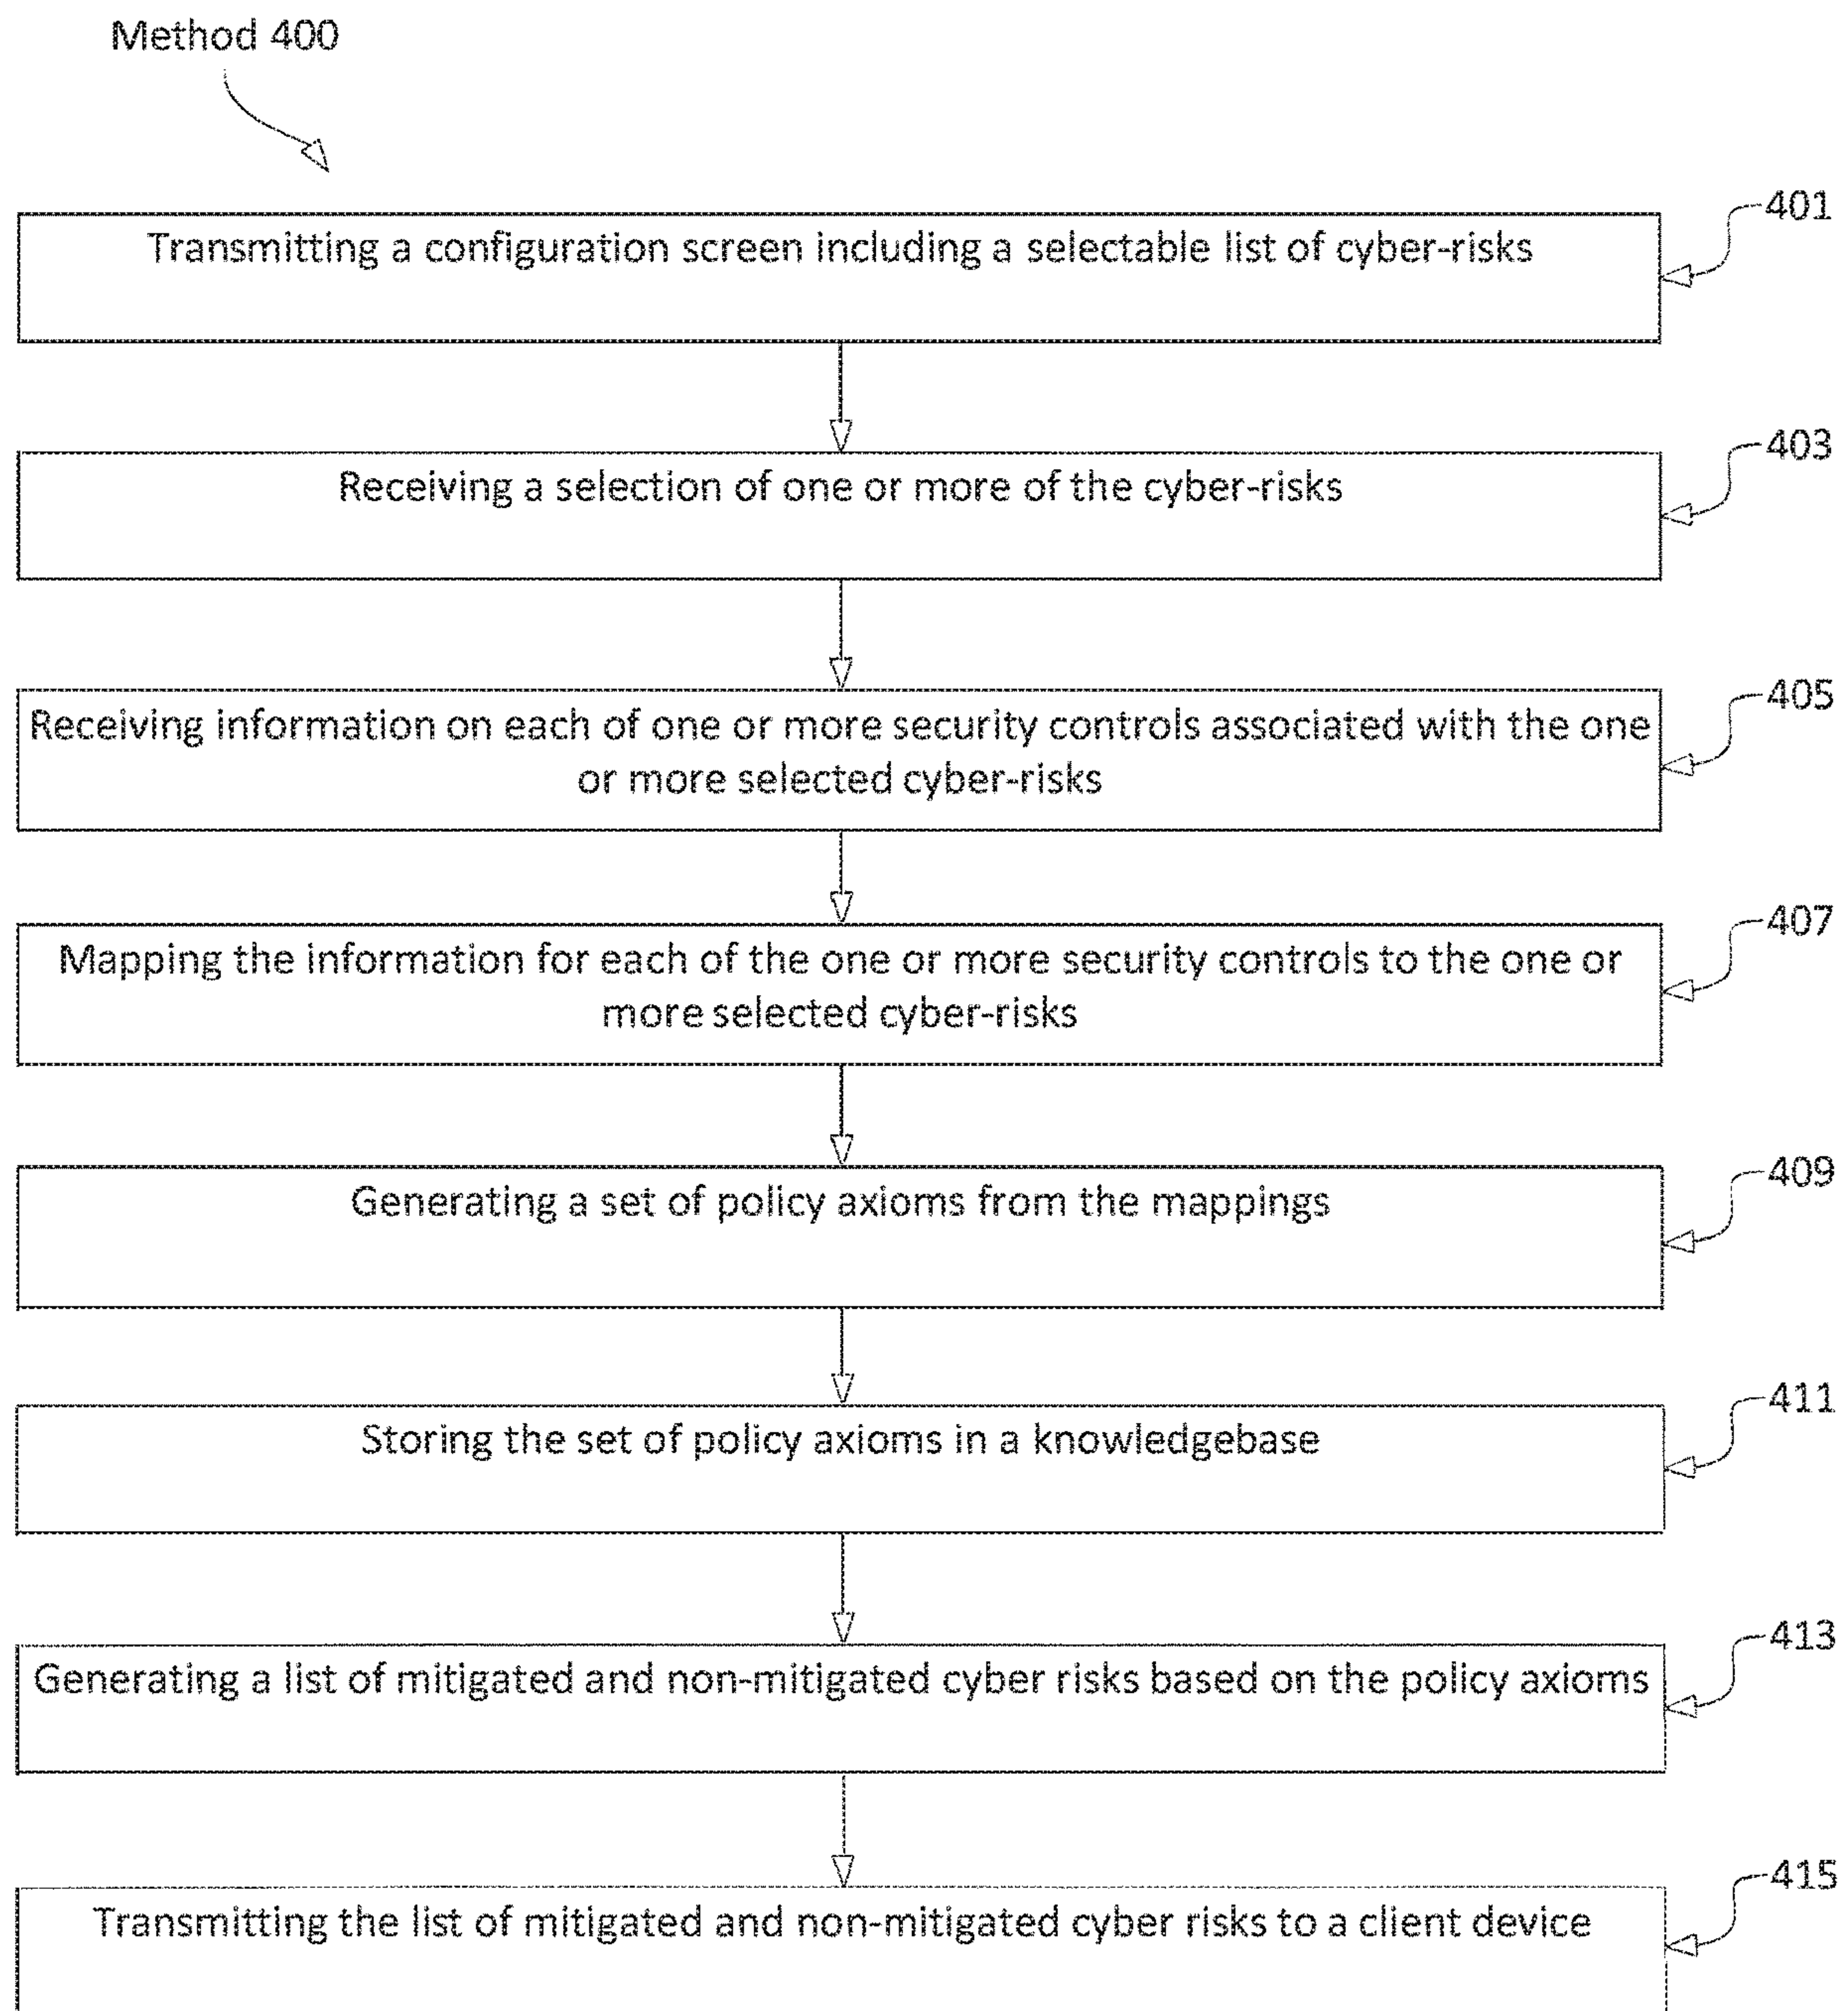 Method 400
401
Transmitting a configuration screen including a selectable list of cyber-risks
403
Receiving a selection of one or more of the cyber-risks
405
Receiving information on each of one or more security controls associated with the one
or more selected cyber-risks
407
Mapping the information for each of the one or more security controls to the one or
more selected cyber-risks
409
Generating a set of policy axioms from the mappings
411
Storing the set of policy axioms in a knowledgebase
413
Generating a list of mitigated and non-mitigated cyber risks based on the policy axioms
415
Transmitting the list of mitigated and non-mitigated cyber risks to a client device